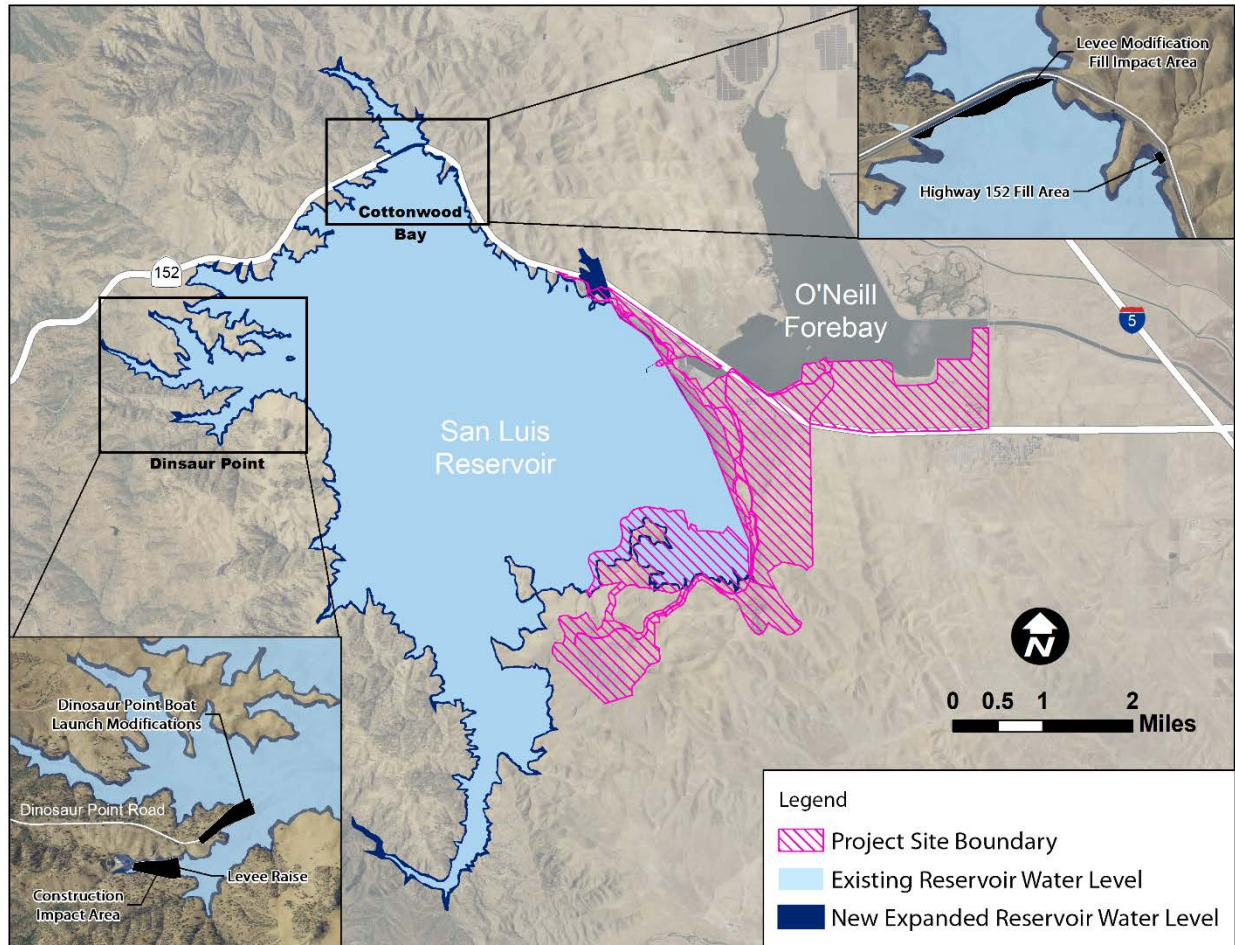 Levee Modification
Fill Impact Area
Highway 152 Fill Area
Cottonwood
Bay
152
O'Neill
Forebay
5
San Luis
Reservoir
Dinsaur Point
N
0 0.5 1 2
Miles
Dinosaur Point Boat
Launch Modifications
Dinosaur Point Road
Levee Raise
Construction
Impact Area
Legend
Project Site Boundary
Existing Reservoir Water Level
New Expanded Reservoir Water Level